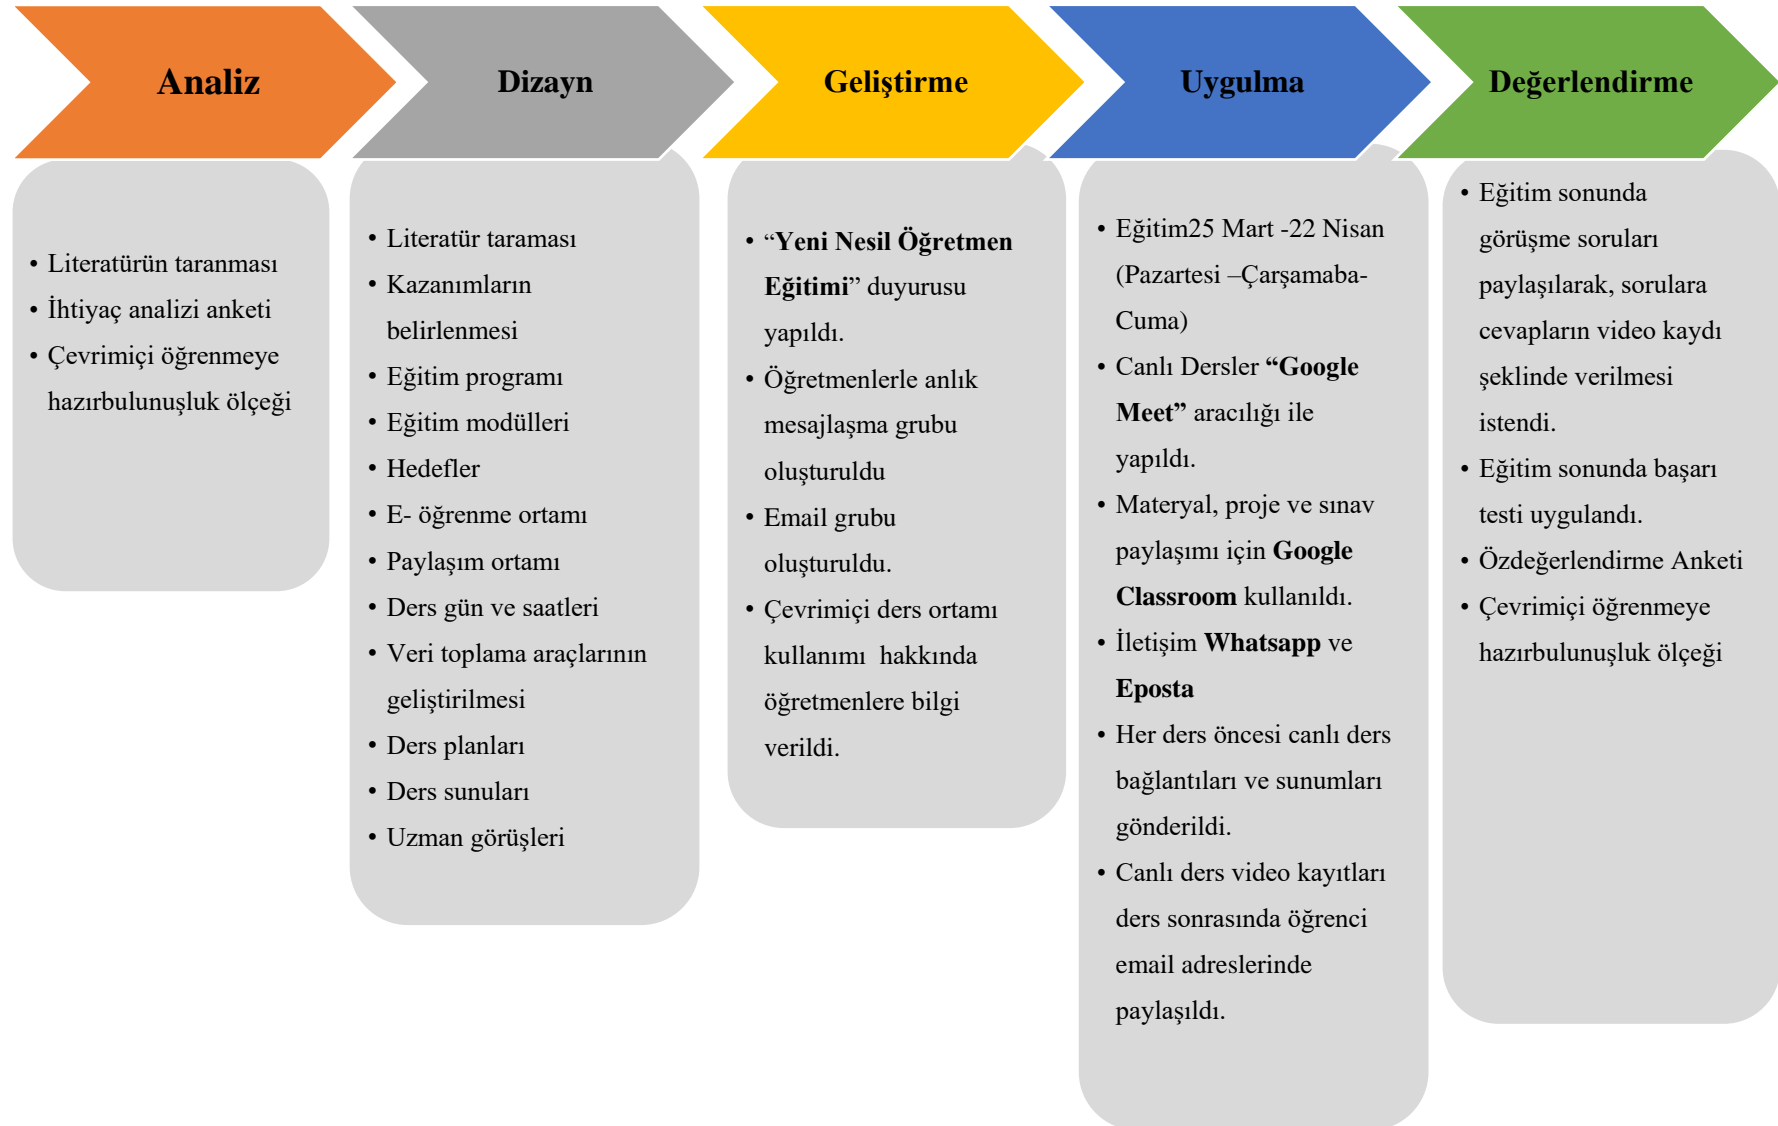 Analiz
• Literatürün taranması
• İhtiyaç analizi anketi
• Çevrimiçi öğrenmeye
hazırbulunuşluk ölçeği
Dizayn
• Literatür taraması
• Kazanımların
belirlenmesi
• Eğitim programı
• Eğitim modülleri
• Hedefler
• E- öğrenme ortamı
• Paylaşım ortamı
• Ders gün ve saatleri
• Veri toplama araçlarının
geliştirilmesi
• Ders planları
• Ders sunuları
• Uzman görüşleri
Geliştirme
• “Yeni Nesil Öğretmen
Eğitimi” duyurusu
yapıldı.
• Öğretmenlerle anlık
mesajlaşma grubu
oluşturuldu
• Email grubu
oluşturuldu.
• Çevrimiçi ders ortamı
kullanımı hakkında
öğretmenlere bilgi
verildi.
Uygulma
• Eğitim25 Mart -22 Nisan
(Pazartesi –Çarşamaba-
Cuma)
• Canlı Dersler “Google
Meet” aracılığı ile
yapıldı.
• Materyal, proje ve sınav
paylaşımı için Google
Classroom kullanıldı.
• İletişim Whatsapp ve
Eposta
• Her ders öncesi canlı ders
bağlantıları ve sunumları
gönderildi.
• Canlı ders video kayıtları
ders sonrasında öğrenci
email adreslerinde
paylaşıldı.
Değerlendirme
• Eğitim sonunda
görüşme soruları
paylaşılarak, sorulara
cevapların video kaydı
şeklinde verilmesi
istendi.
• Eğitim sonunda başarı
testi uygulandı.
• Özdeğerlendirme Anketi
• Çevrimiçi öğrenmeye
hazırbulunuşluk ölçeği